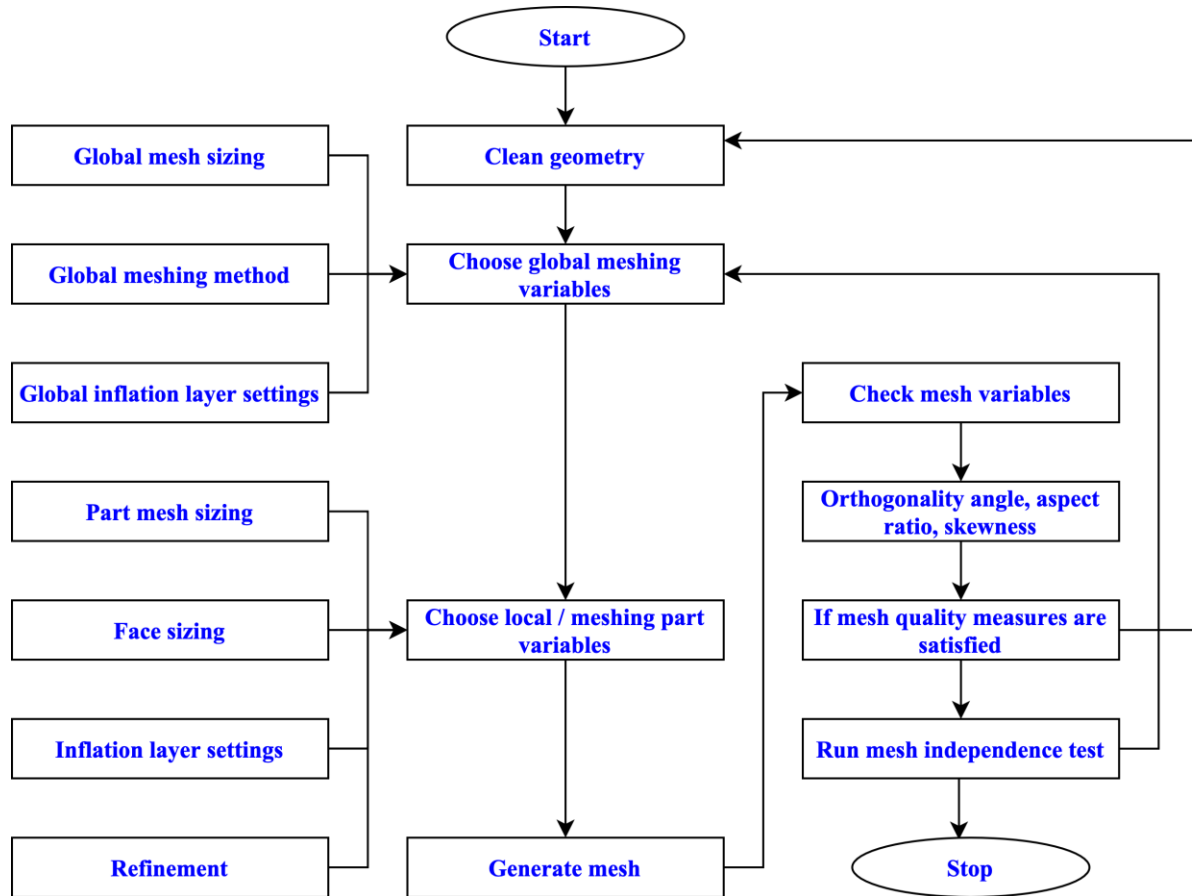 Start
Global mesh sizing
Clean geometry
Global meshing method
Choose global meshing
variables
Global inflation layer settings
Check mesh variables
Part mesh sizing
Orthogonality angle, aspect
ratio, skewness
Face sizing
Choose local / meshing part
variables
If mesh quality measures are
satisfied
Inflation layer settings
Run mesh independence test
Refinement
Generate mesh
Stop